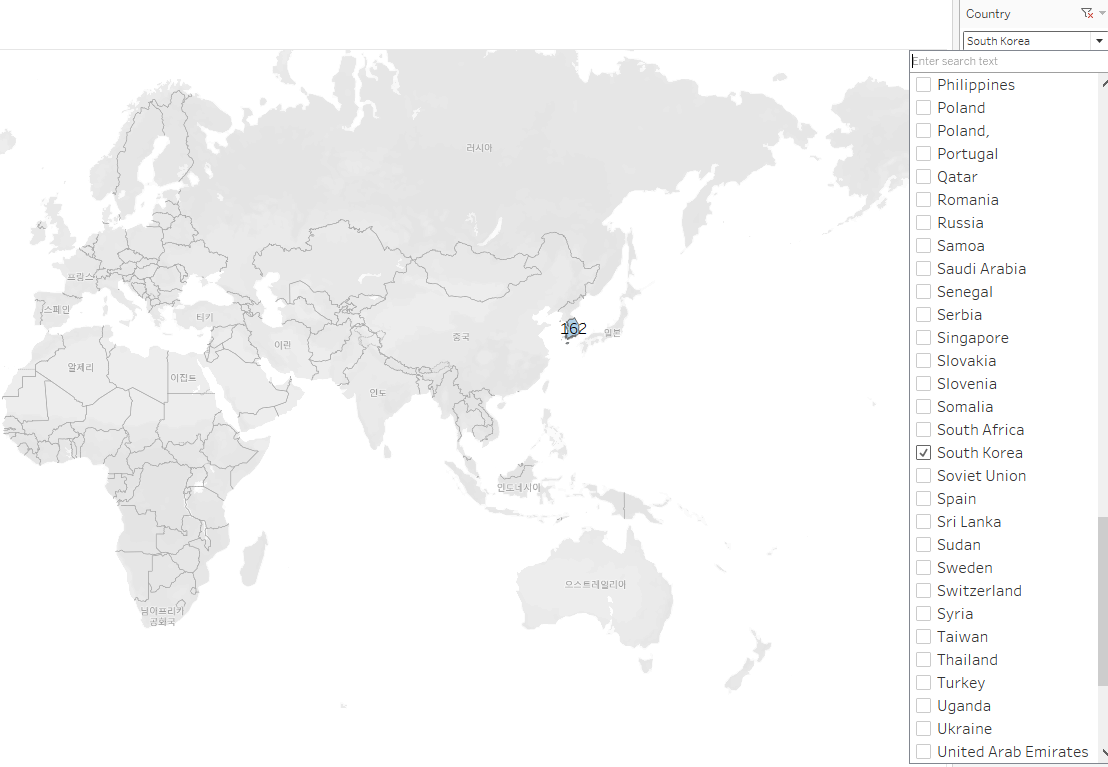 Country
South Korea
Enter search text
Philippines
Poland
Poland,
Portugal
Qatar
Romania
Russia
Samoa
Saudi Arabia
Senegal
Serbia
Singapore
Slovakia
Slovenia
Somalia
South Africa
South Korea
Soviet Union
Spain
Sri Lanka
Sudan
Sweden
Switzerland
Syria
Taiwan
Thailand
Turkey
Uganda
Ukraine
United Arab Emirates
러시아
프랑스
스페인
터키
162
일본
중국
이란
알제리
이집트
인도
인도네시아
오스트레일리아
남아프리카
공화국